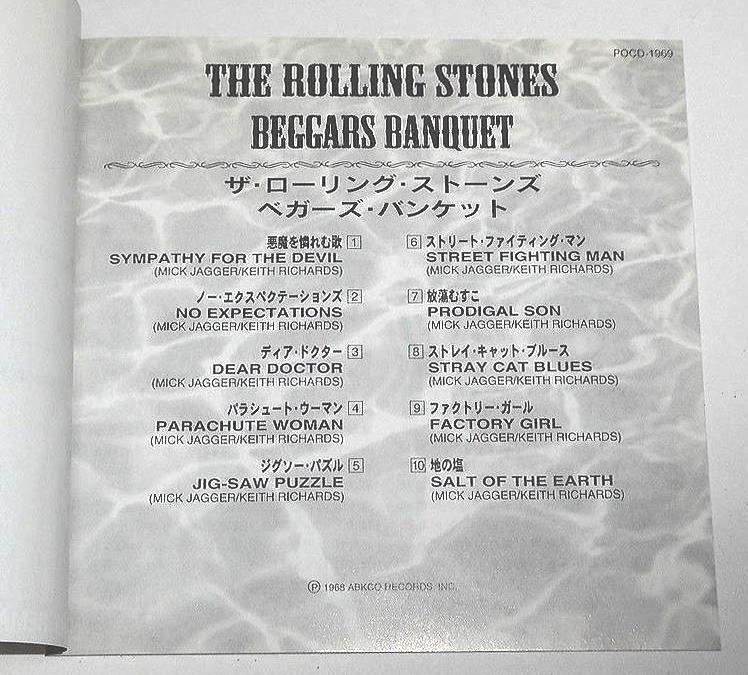 POCD-1969
THE ROLLING STONES
BEGGARS BANQUET
ザ・ローリング・ストーンズ
ベガーズ・バンケット
悪魔を憐れむ歌 1
SYMPATHY FOR THE DEVIL
(MICK JAGGER/KEITH RICHARDS)
ノー・エクスペクテーションズ 2
NO EXPECTATIONS
(MICK JAGGER/KEITH RICHARDS)
ディア・ドクター 3
DEAR DOCTOR
(MICK JAGGER/KEITH RICHARDS)
パラシュート・ウーマン 4
PARACHUTE WOMAN
(MICK JAGGER/KEITH RICHARDS)
ジグソー・パズル 5
JIG-SAW PUZZLE
(MICK JAGGER/KEITH RICHARDS)
6 ストリート・ファイティング・マン
STREET FIGHTING MAN
(MICK JAGGER/KEITH RICHARDS)
7 放蕩むすこ
PRODIGAL SON
(MICK JAGGER/KEITH RICHARDS)
8 ストレイ・キャット・ブルース
STRAY CAT BLUES
(MICK JAGGER/KEITH RICHARDS)
9 ファクトリー・ガール
FACTORY GIRL
(MICK JAGGER/KEITH RICHARDS)
10 地の塩
SALT OF THE EARTH
(MICK JAGGER/KEITH RICHARDS)
℗ 1968 ABKCO RECORDS, INC.